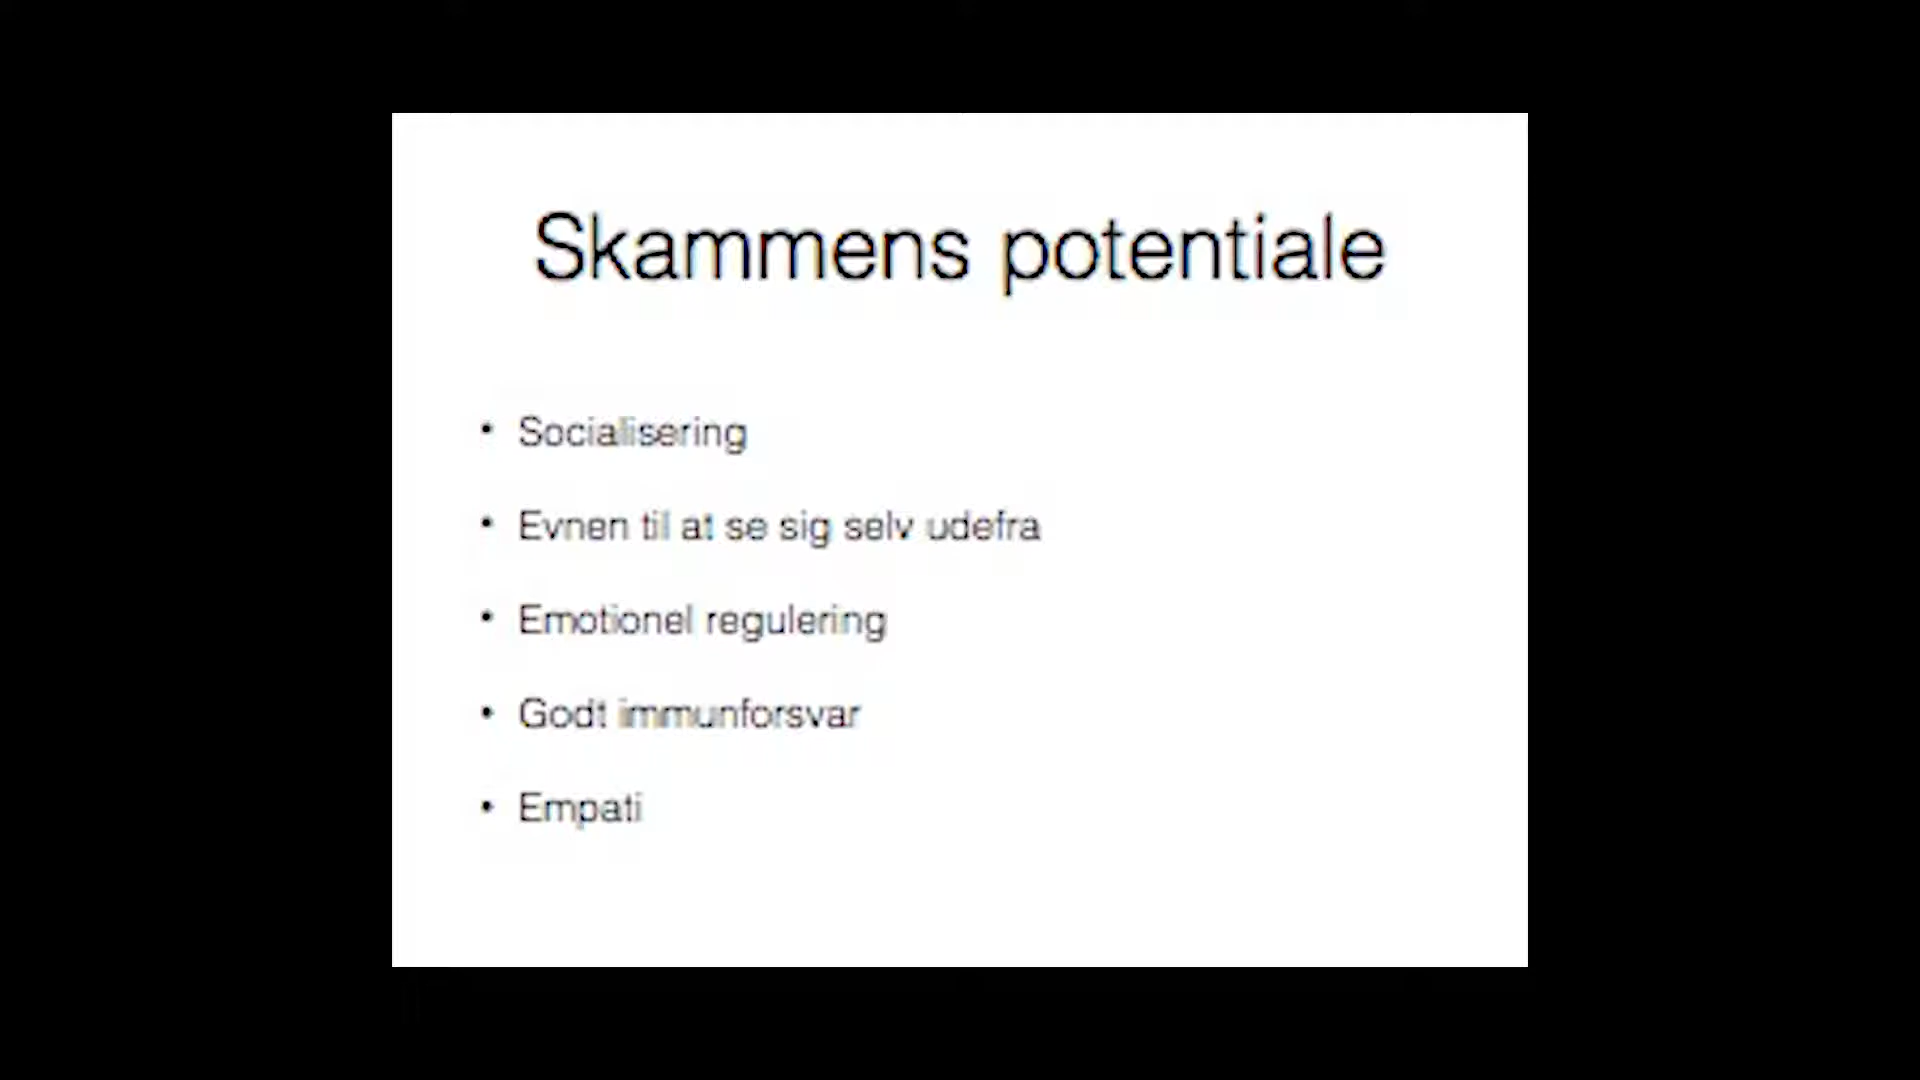 Skammens potentiale
• Socialisering
• Evnen til at se sig selv udefra
• Emotionel regulering
• Godt immunforsvar
• Empati